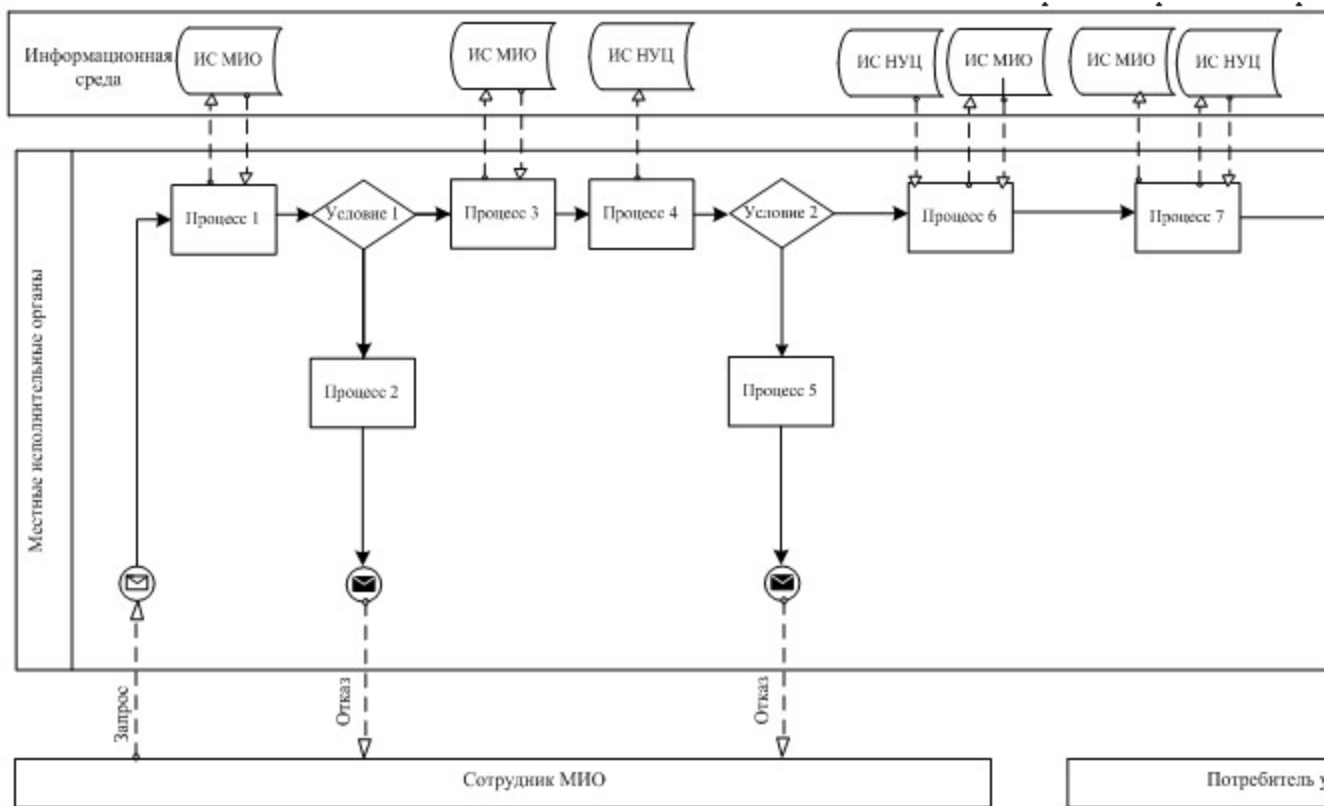 Информационная
среда
ИС МИО
ИС МИО
ИС НУЦ
ИС НУЦ
ИС МИО
ИС МИО
ИС НУЦ
Местные исполнительные органы
Процесс 1
Условие 1
Процесс 3
Процесс 4
Условие 2
Процесс 6
Процесс 7
Процесс 2
Процесс 5
Запрос
Отказ
Отказ
Сотрудник МИО
Потребитель у